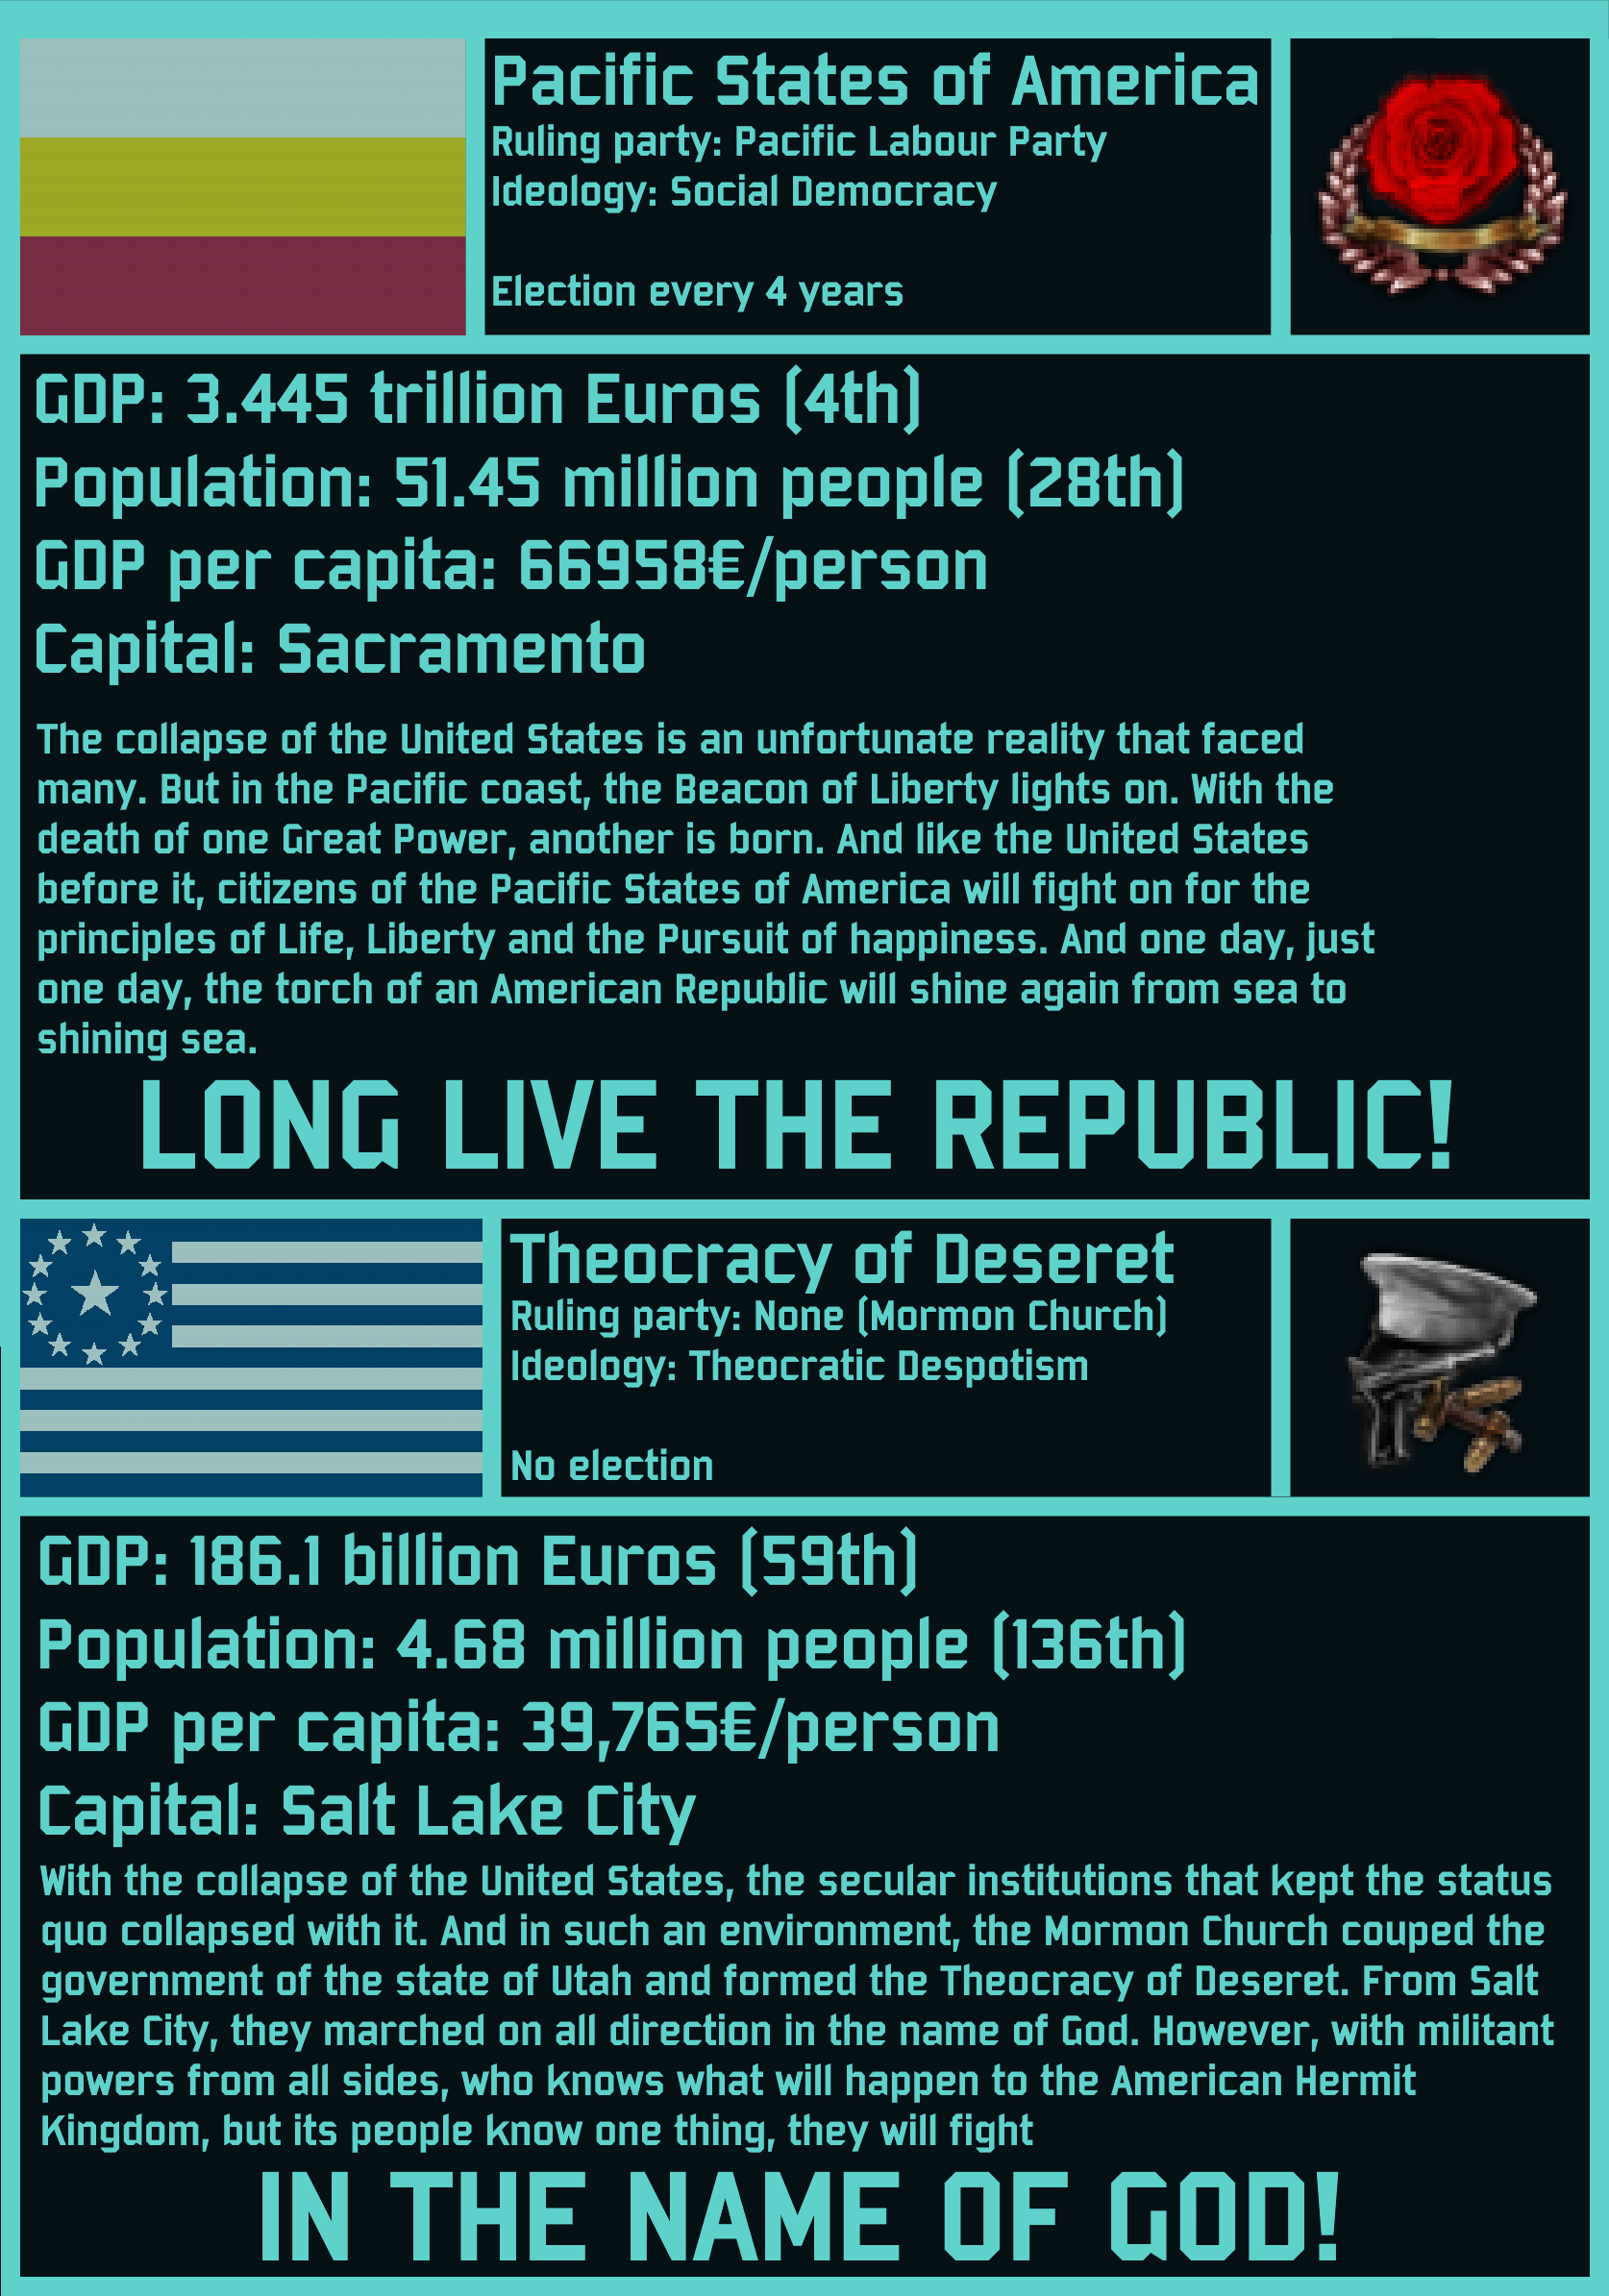 Pacific States of America
Ruling party: Pacific Labour Party
Ideology: Social Democracy
Election every 4 years
GDP: 3.445 trillion Euros (4th)
Population: 51.45 million people (28th)
GDP per capita: 66958€/person
Capital: Sacramento
The collapse of the United States is an unfortunate reality that faced
many. But in the Pacific coast, the Beacon of Liberty lights on. With the
death of one Great Power, another is born. And like the United States
before it, citizens of the Pacific States of America will fight on for the
principles of Life, Liberty and the Pursuit of happiness. And one day, just
one day, the torch of an American Republic will shine again from sea to
shining sea.
LONG LIVE THE REPUBLIC!
Theocracy of Deseret
Ruling party: None (Mormon Church)
Ideology: Theocratic Despotism
No election
GDP: 186.1 billion Euros (59th)
Population: 4.68 million people (136th)
GDP per capita: 39,765€/person
Capital: Salt Lake City
With the collapse of the United States, the secular institutions that kept the status
quo collapsed with it. And in such an environment, the Mormon Church couped the
government of the state of Utah and formed the Theocracy of Deseret. From Salt
Lake City, they marched on all direction in the name of God. However, with militant
powers from all sides, who knows what will happen to the American Hermit
Kingdom, but its people know one thing, they will fight
IN THE NAME OF GOD!